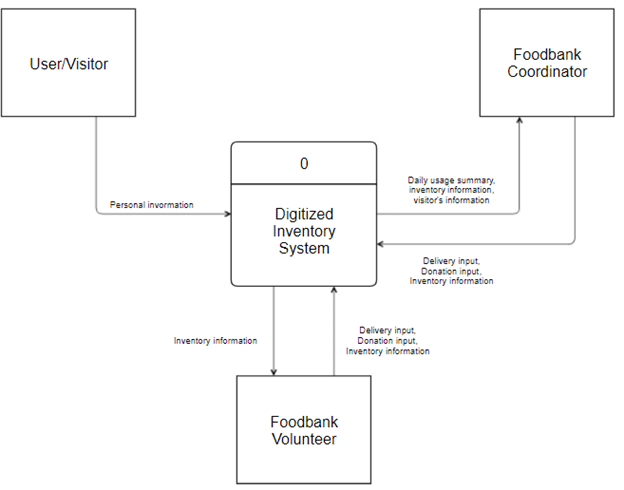 User/Visitor
Foodbank
Coordinator
0
Digitized
Inventory
System
Personal invormation
Daily usage summary,
inventory information,
visitor's information
Delivery input,
Donation input,
Inventory information
Inventory information
Delivery input,
Donation input,
Inventory information
Foodbank
Volunteer